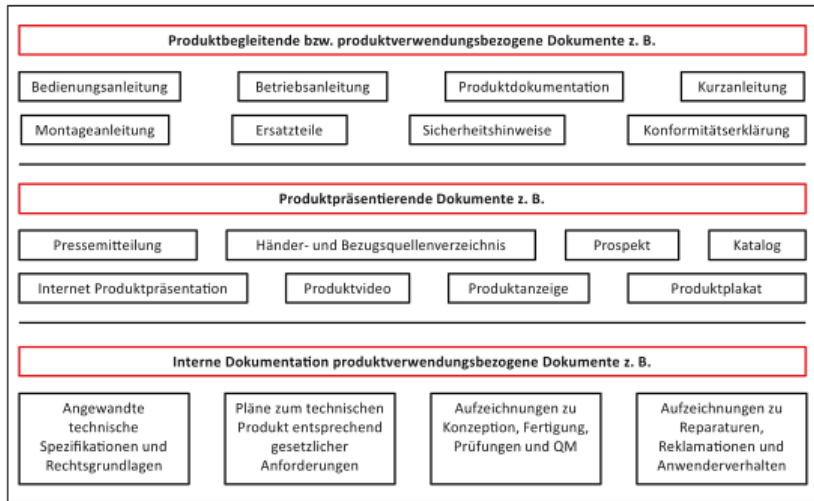 Produktbegleitende bzw. produktverwendungsbezogene Dokumente z. B.
Bedienungsanleitung
Betriebsanleitung
Produktdokumentation
Kurzanleitung
Montageanleitung
Ersatzteile
Sicherheitshinweise
Konformitätserklärung
Produktpräsentierende Dokumente z. B.
Pressemitteilung
Händer- und Bezugsquellenverzeichnis
Prospekt
Katalog
Internet Produktpräsentation
Produktvideo
Produktanzeige
Produktplakat
Interne Dokumentation produktverwendungsbezogene Dokumente z. B.
Angewandte
technische
Spezifikationen und
Rechtsgrundlagen
Pläne zum technischen
Produkt entsprechend
gesetzlicher
Anforderungen
Aufzeichnungen zu
Konzeption, Fertigung,
Prüfungen und QM
Aufzeichnungen zu
Reparaturen,
Reklamationen und
Anwenderverhalten